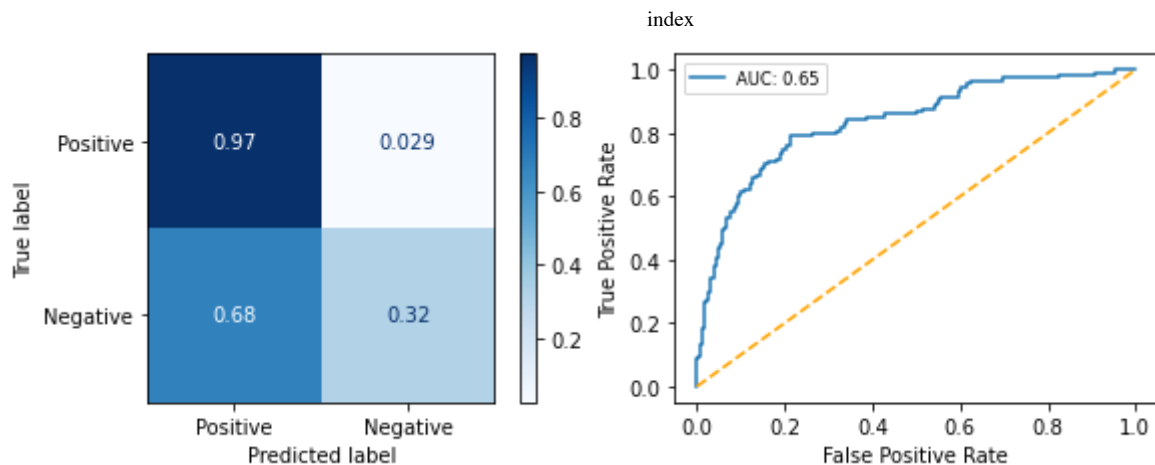 index
True label
Positive
Negative
0.97
0.029
0.68
0.32
Positive
Negative
Predicted label
0.8
0.6
0.4
0.2
True Positive Rate
1.0
0.8
0.6
0.4
0.2
0.0
AUC: 0.65
0.0
0.2
0.4
0.6
0.8
1.0
False Positive Rate